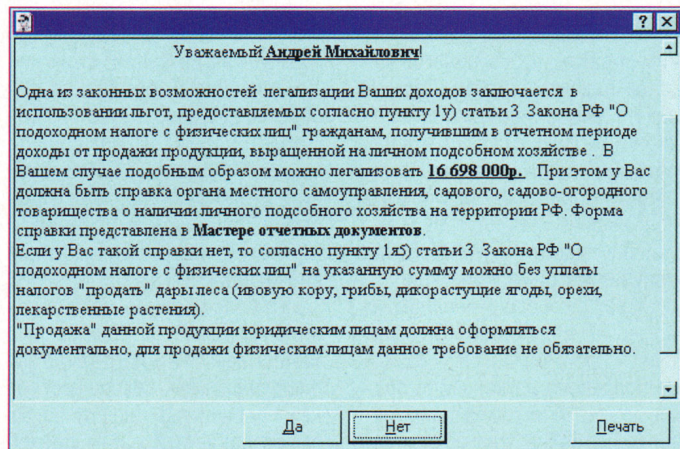 Уважаемый Андрей Михайлович!
Одна из законных возможностей легализации Ваших доходов заключается в
использовании льгот, предоставляемых согласно пункту 1у) статьи 3 Закона РФ "О
подоходном налоге с физических лиц" гражданам, получившим в отчетном периоде
доходы от продажи продукции, выращенной на личном подсобном хозяйстве . В
Вашем случае подобным образом можно легализовать 16 698 000р. При этом у Вас
должна быть справка органа местного самоуправления, садового, садово-огородного
товарищества о наличии личного подсобного хозяйства на территории РФ. Форма
справки представлена в Мастере отчетных документов.
Если у Вас такой справки нет, то согласно пункту 1я5) статьи 3 Закона РФ "О
подоходном налоге с физических лиц" на указанную сумму можно без уплаты
налогов "продать" дары леса (ивовую кору, грибы, дикорастущие ягоды, орехи,
лекарственные растения).
"Продажа" данной продукции юридическим лицам должна оформляться
документально, для продажи физическим лицам данное требование не обязательно.
Да Нет Печать